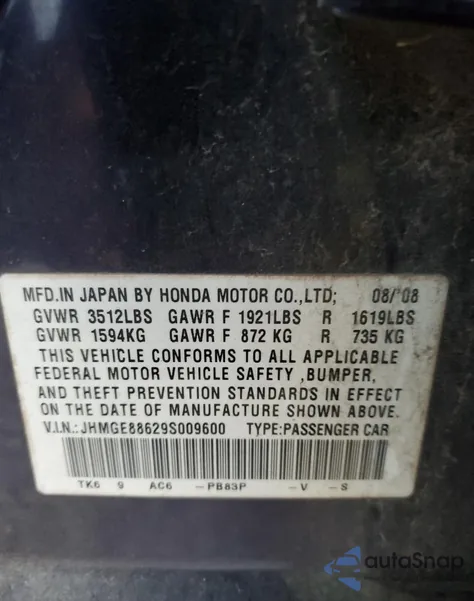 MFD.IN JAPAN BY HONDA MOTOR CO.,LTD; 08/'08
GVWR 3512LBS GAWR F 1921LBS R 1619LBS
GVWR 1594KG GAWR F 872 KG R 735 KG
THIS VEHICLE CONFORMS TO ALL APPLICABLE
FEDERAL MOTOR VEHICLE SAFETY ,BUMPER,
AND THEFT PREVENTION STANDARDS IN EFFECT
ON THE DATE OF MANUFACTURE SHOWN ABOVE.
V.I.N.:JHMGE88629S009600 TYPE:PASSENGER CAR
TK6 9 AC6 -PB83P -V -S
autoSnap